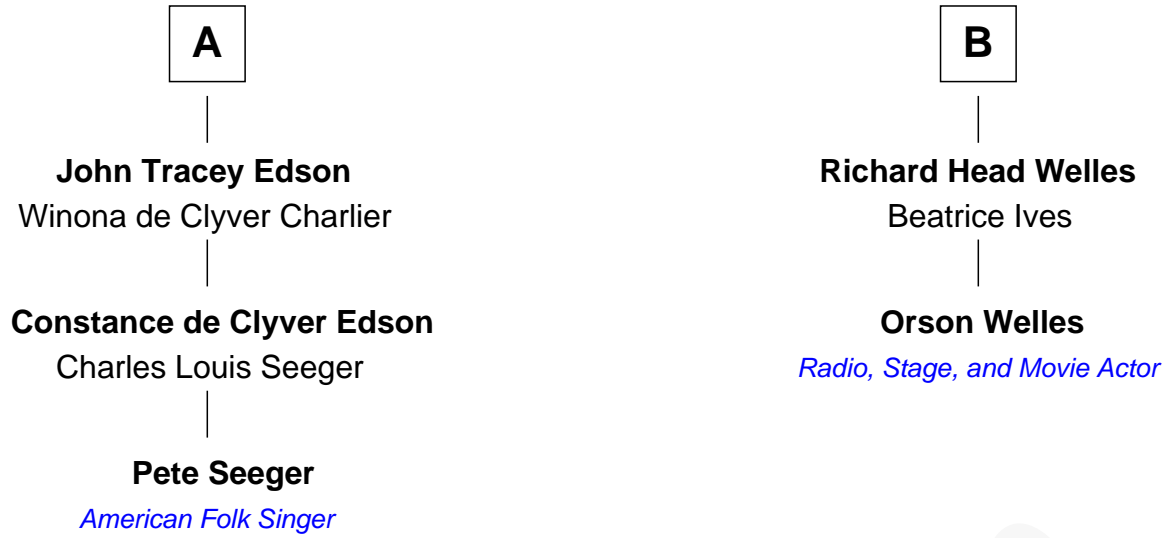 A
John Tracey Edson
Winona de Clyver Charlier
Constance de Clyver Edson
Charles Louis Seeger
Pete Seeger
American Folk Singer
B
Richard Head Welles
Beatrice Ives
Orson Welles
Radio, Stage, and Movie Actor